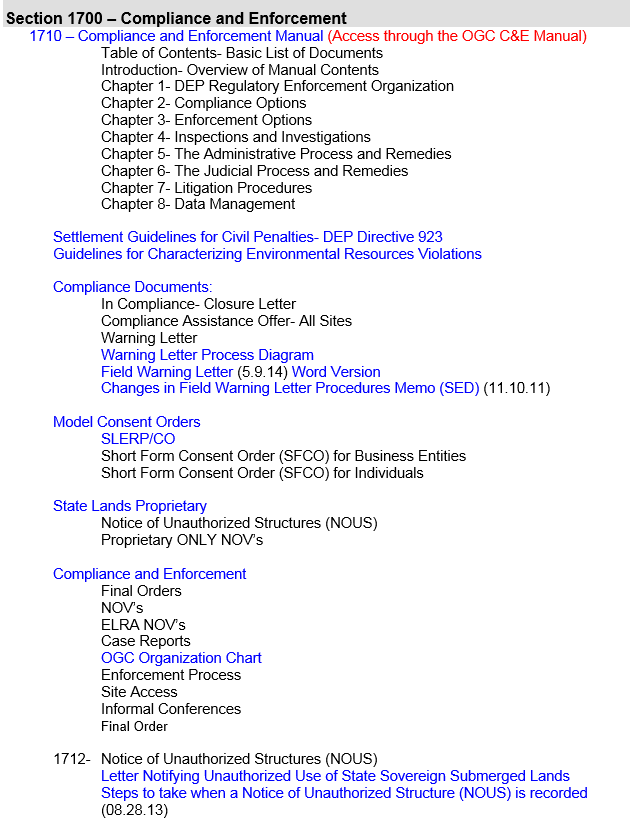 Section 1700 – Compliance and Enforcement
1710 – Compliance and Enforcement Manual (Access through the OGC C&E Manual)
Table of Contents- Basic List of Documents
Introduction- Overview of Manual Contents
Chapter 1- DEP Regulatory Enforcement Organization
Chapter 2- Compliance Options
Chapter 3- Enforcement Options
Chapter 4- Inspections and Investigations
Chapter 5- The Administrative Process and Remedies
Chapter 6- The Judicial Process and Remedies
Chapter 7- Litigation Procedures
Chapter 8- Data Management
Settlement Guidelines for Civil Penalties- DEP Directive 923
Guidelines for Characterizing Environmental Resources Violations
Compliance Documents:
In Compliance- Closure Letter
Compliance Assistance Offer- All Sites
Warning Letter
Warning Letter Process Diagram
Field Warning Letter (5.9.14) Word Version
Changes in Field Warning Letter Procedures Memo (SED) (11.10.11)
Model Consent Orders
SLERP/CO
Short Form Consent Order (SFCO) for Business Entities
Short Form Consent Order (SFCO) for Individuals
State Lands Proprietary
Notice of Unauthorized Structures (NOUS)
Proprietary ONLY NOV's
Compliance and Enforcement
Final Orders
NOV's
ELRA NOV's
Case Reports
OGC Organization Chart
Enforcement Process
Site Access
Informal Conferences
Final Order
1712- Notice of Unauthorized Structures (NOUS)
Letter Notifying Unauthorized Use of State Sovereign Submerged Lands
Steps to take when a Notice of Unauthorized Structure (NOUS) is recorded
(08.28.13)